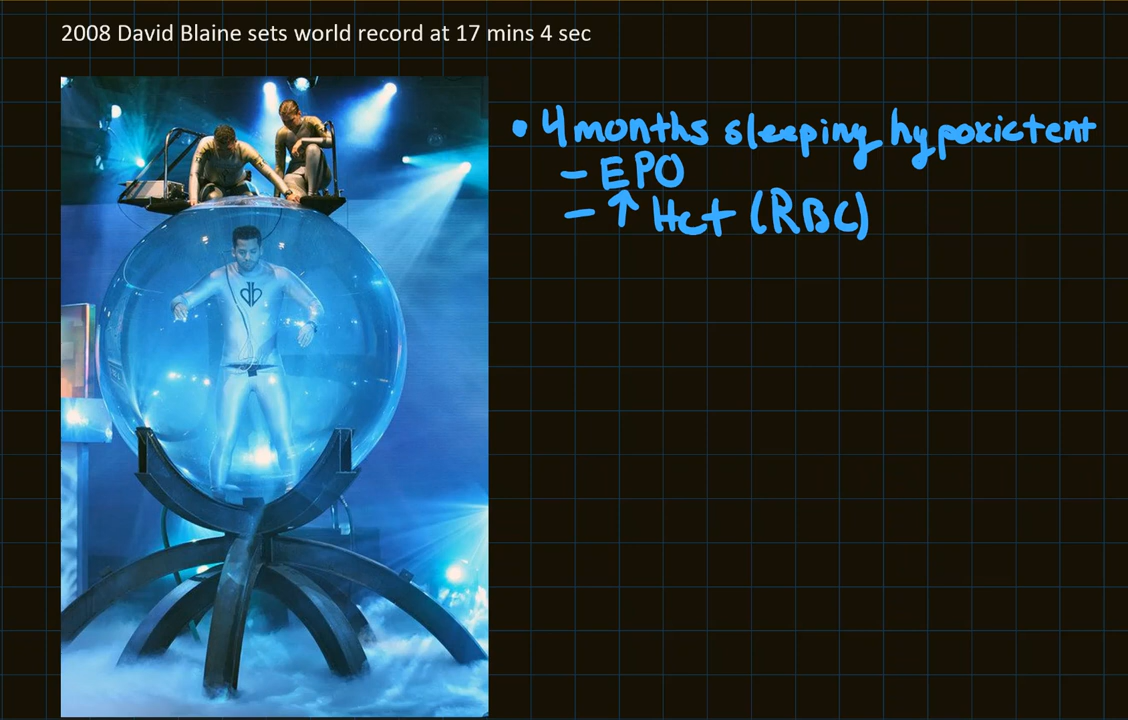 2008 David Blaine sets world record at 17 mins 4 sec
• 4 months sleeping hypoxic tent
– EPO
– ↑ Hct (RBC)
db